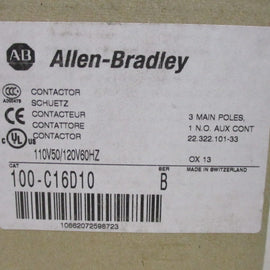 AB Allen-Bradley
CONTACTOR
SCHUETZ
CONTACTEUR
CONTATTORE
CONTACTOR
3 MAIN POLES,
1 N.O. AUX CONT
22.322.101-33
110V50/120V60HZ
OX 13
CAT
SER
MADE IN SWITZERLAND
100-C16D10
B
10662072598723